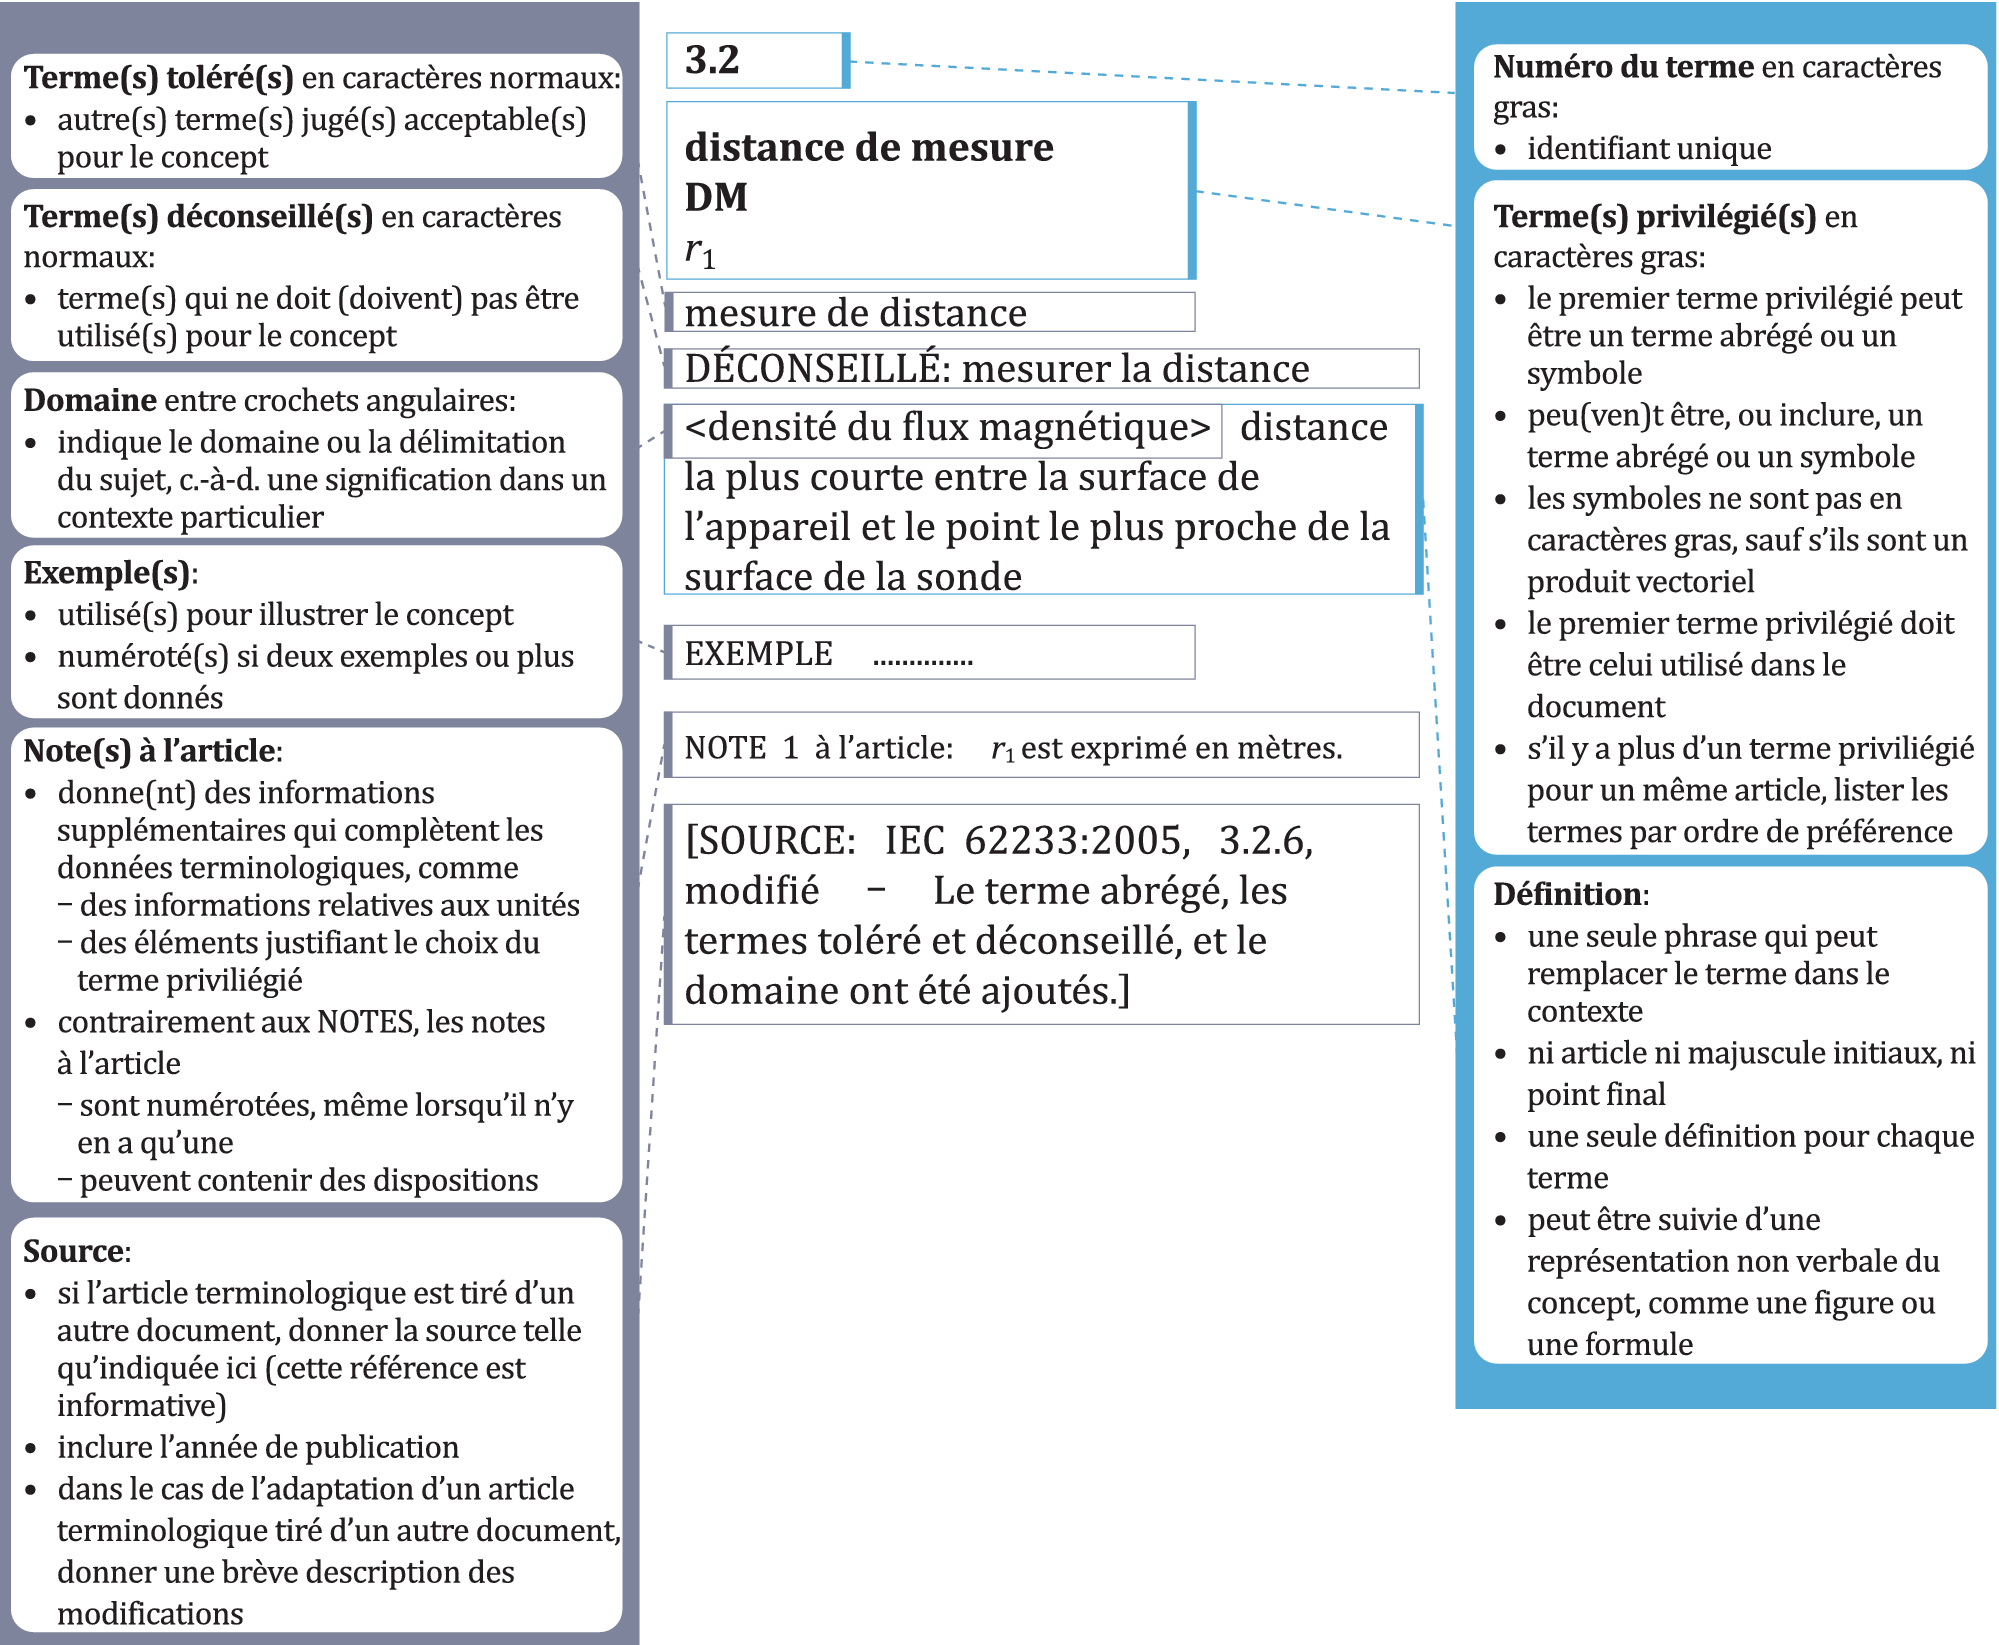 Terme(s) toléré(s) en caractères normaux:
• autre(s) terme(s) jugé(s) acceptable(s)
pour le concept
Terme(s) déconseillé(s) en caractères
normaux:
• terme(s) qui ne doit (doivent) pas être
utilisé(s) pour le concept
Domaine entre crochets angulaires:
• indique le domaine ou la délimitation
du sujet, c.-à-d. une signification dans un
contexte particulier
Exemple(s):
• utilisé(s) pour illustrer le concept
• numéroté(s) si deux exemples ou plus
sont donnés
Note(s) à l’article:
• donne(nt) des informations
supplémentaires qui complètent les
données terminologiques, comme
– des informations relatives aux unités
– des éléments justifiant le choix du
terme priviliégié
• contrairement aux NOTES, les notes
à l’article
– sont numérotées, même lorsqu’il n’y
en a qu’une
– peuvent contenir des dispositions
Source:
• si l’article terminologique est tiré d’un
autre document, donner la source telle
qu’indiquée ici (cette référence est
informative)
• inclure l’année de publication
• dans le cas de l’adaptation d’un article
terminologique tiré d’un autre document,
donner une brève description des
modifications
3.2
distance de mesure
DM
r1
mesure de distance
DÉCONSEILLÉ: mesurer la distance
<densité du flux magnétique> distance
la plus courte entre la surface de
l’appareil et le point le plus proche de la
surface de la sonde
EXEMPLE ..............
NOTE 1 à l’article: r1 est exprimé en mètres.
[SOURCE: IEC 62233:2005, 3.2.6,
modifié – Le terme abrégé, les
termes toléré et déconseillé, et le
domaine ont été ajoutés.]
Numéro du terme en caractères
gras:
• identifiant unique
Terme(s) privilégié(s) en
caractères gras:
• le premier terme privilégié peut
être un terme abrégé ou un
symbole
• peu(ven)t être, ou inclure, un
terme abrégé ou un symbole
• les symboles ne sont pas en
caractères gras, sauf s’ils sont un
produit vectoriel
• le premier terme privilégié doit
être celui utilisé dans le
document
• s’il y a plus d’un terme priviliégié
pour un même article, lister les
termes par ordre de préférence
Définition:
• une seule phrase qui peut
remplacer le terme dans le
contexte
• ni article ni majuscule initiaux, ni
point final
• une seule définition pour chaque
terme
• peut être suivie d’une
représentation non verbale du
concept, comme une figure ou
une formule